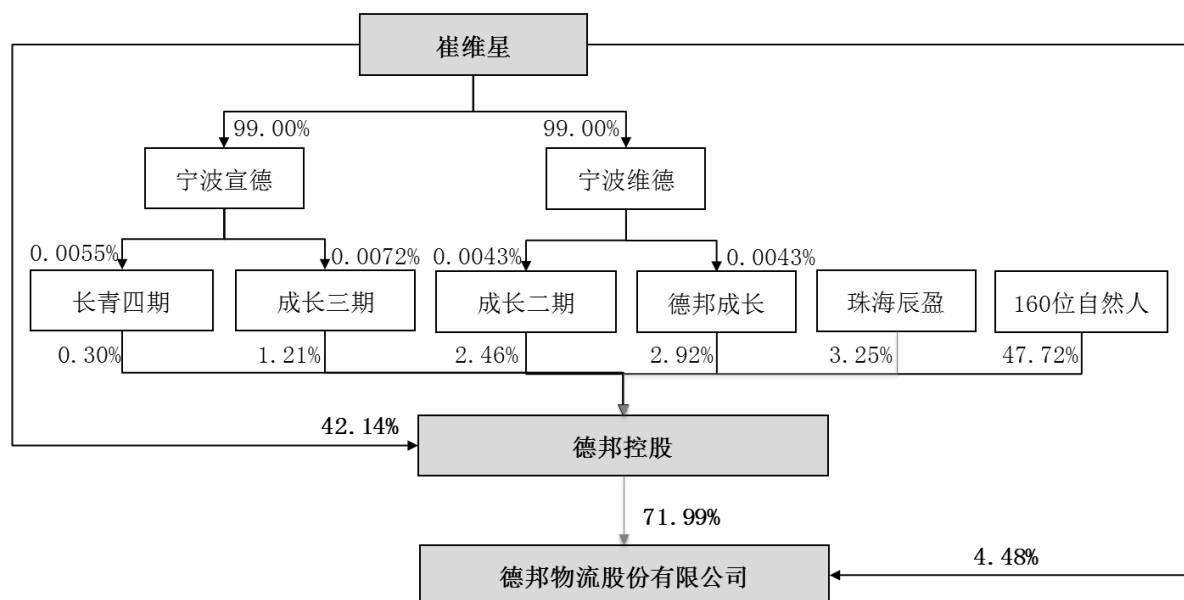 崔维星
99.00%
99.00%
宁波宣德
宁波维德
0.0055%
0.0072%
0.0043%
0.0043%
长青四期
成长三期
成长二期
德邦成长
珠海辰盈
160位自然人
0.30%
1.21%
2.46%
2.92%
3.25%
47.72%
42.14%
德邦控股
71.99%
4.48%
德邦物流股份有限公司